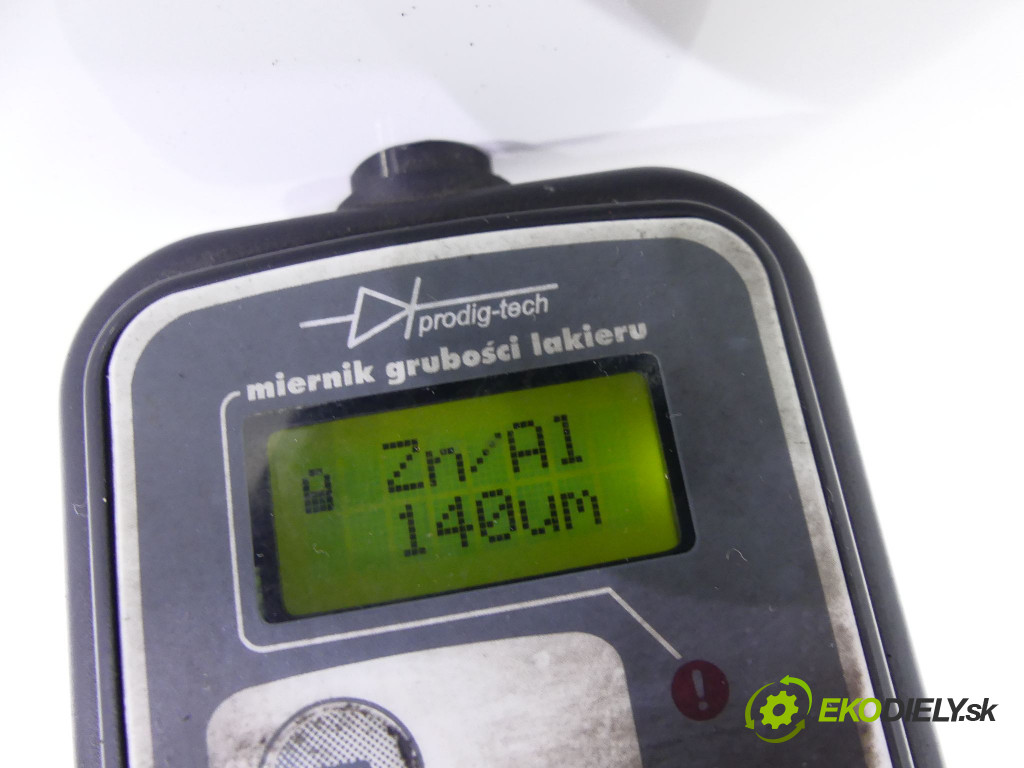 prodig-tech
miernik grubości lakieru
Zn/Al
140um
!
EKODIELY.sk